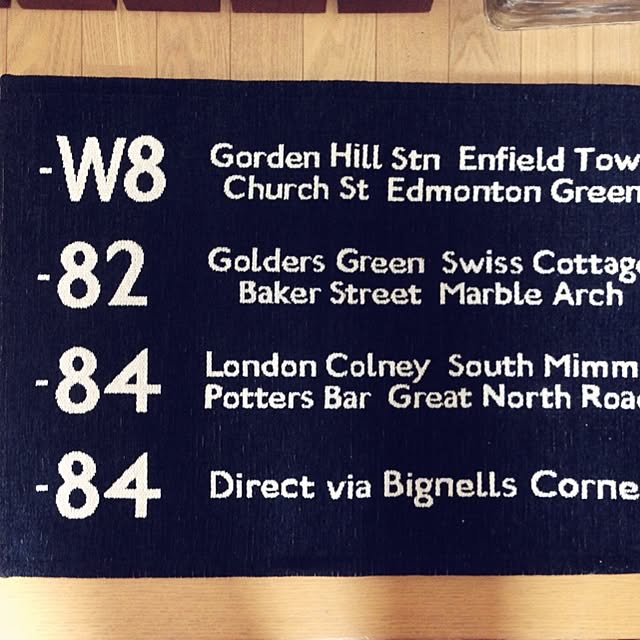 -W8 Gorden Hill Stn Enfield Tow
Church St Edmonton Green
-82 Golders Green Swiss Cottag
Baker Street Marble Arch
-84 London Colney South Mimm
Potters Bar Great North Roa
-84 Direct via Bignells Corne